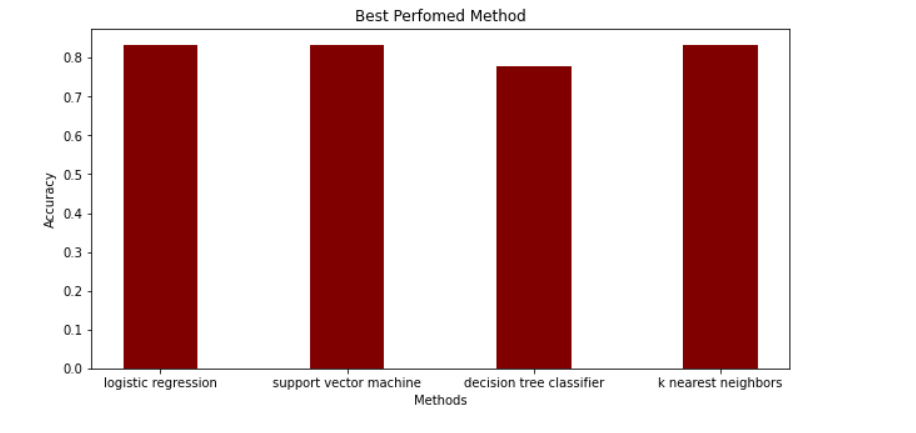 Best Perfomed Method
0.8
0.7
0.6
0.5
0.4
0.3
0.2
0.1
0.0
Accuracy
logistic regression support vector machine decision tree classifier k nearest neighbors
Methods